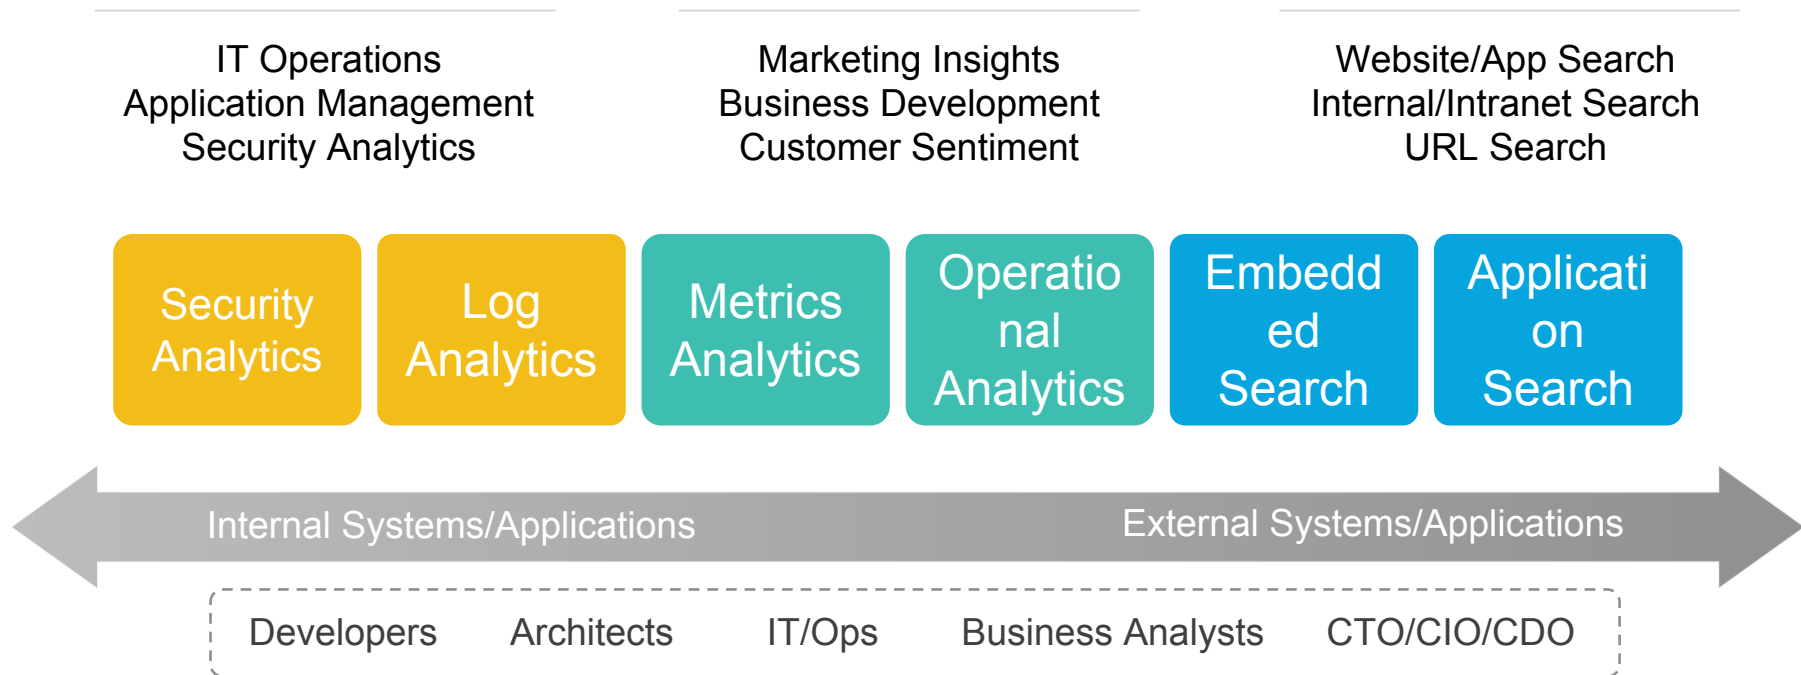 IT Operations
Application Management
Security Analytics
Marketing Insights
Business Development
Customer Sentiment
Website/App Search
Internal/Intranet Search
URL Search
Security
Analytics
Log
Analytics
Metrics
Analytics
Operatio
nal
Analytics
Embedd
ed
Search
Applicati
on
Search
Internal Systems/Applications
External Systems/Applications
Developers
Architects
IT/Ops
Business Analysts
CTO/CIO/CDO